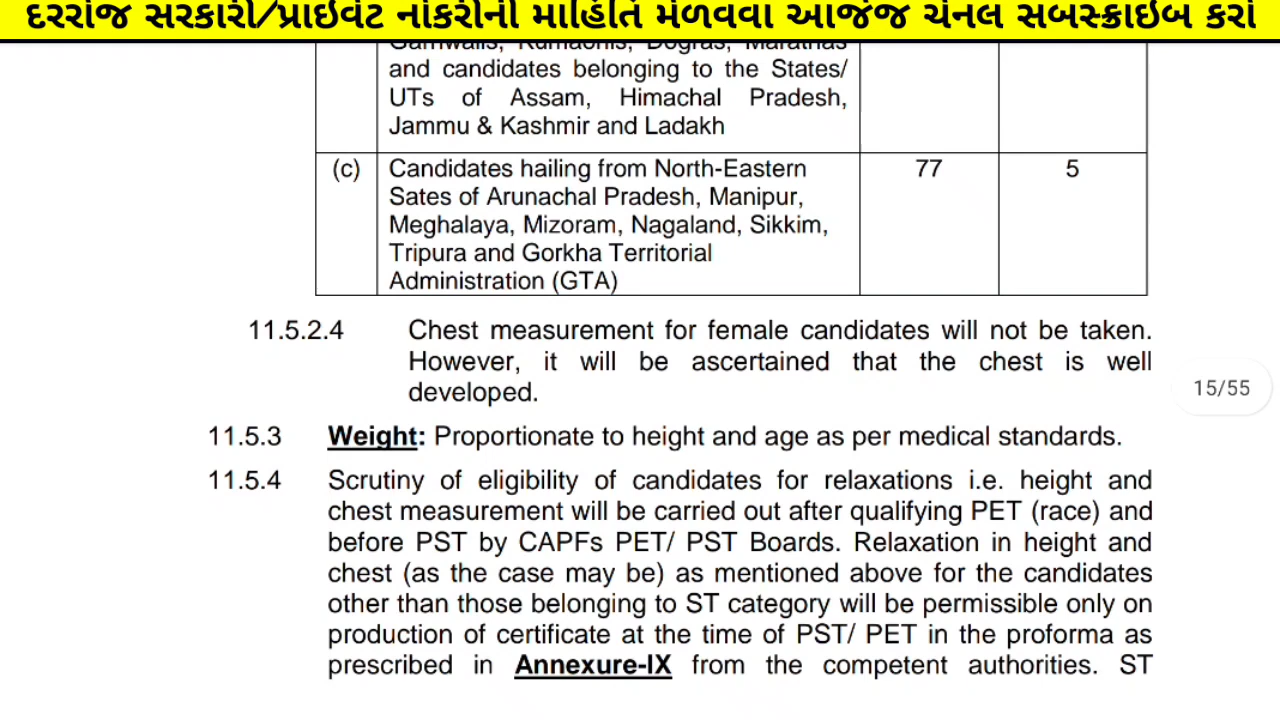 દરરોજ સરકારી/પ્રાઇવેટ નોકરીની માહિતિ મેળવવા આજેજ ચેનલ સબસ્ક્રાઇબ કરો
Garhwalis, Kumaonis, Dogras, Marathas
and candidates belonging to the States/
UTs of Assam, Himachal Pradesh,
Jammu & Kashmir and Ladakh
(c) Candidates hailing from North-Eastern 77 5
Sates of Arunachal Pradesh, Manipur,
Meghalaya, Mizoram, Nagaland, Sikkim,
Tripura and Gorkha Territorial
Administration (GTA)
11.5.2.4 Chest measurement for female candidates will not be taken.
However, it will be ascertained that the chest is well
developed.
15/55
11.5.3 Weight: Proportionate to height and age as per medical standards.
11.5.4 Scrutiny of eligibility of candidates for relaxations i.e. height and
chest measurement will be carried out after qualifying PET (race) and
before PST by CAPFs PET/ PST Boards. Relaxation in height and
chest (as the case may be) as mentioned above for the candidates
other than those belonging to ST category will be permissible only on
production of certificate at the time of PST/ PET in the proforma as
prescribed in Annexure-IX from the competent authorities. ST